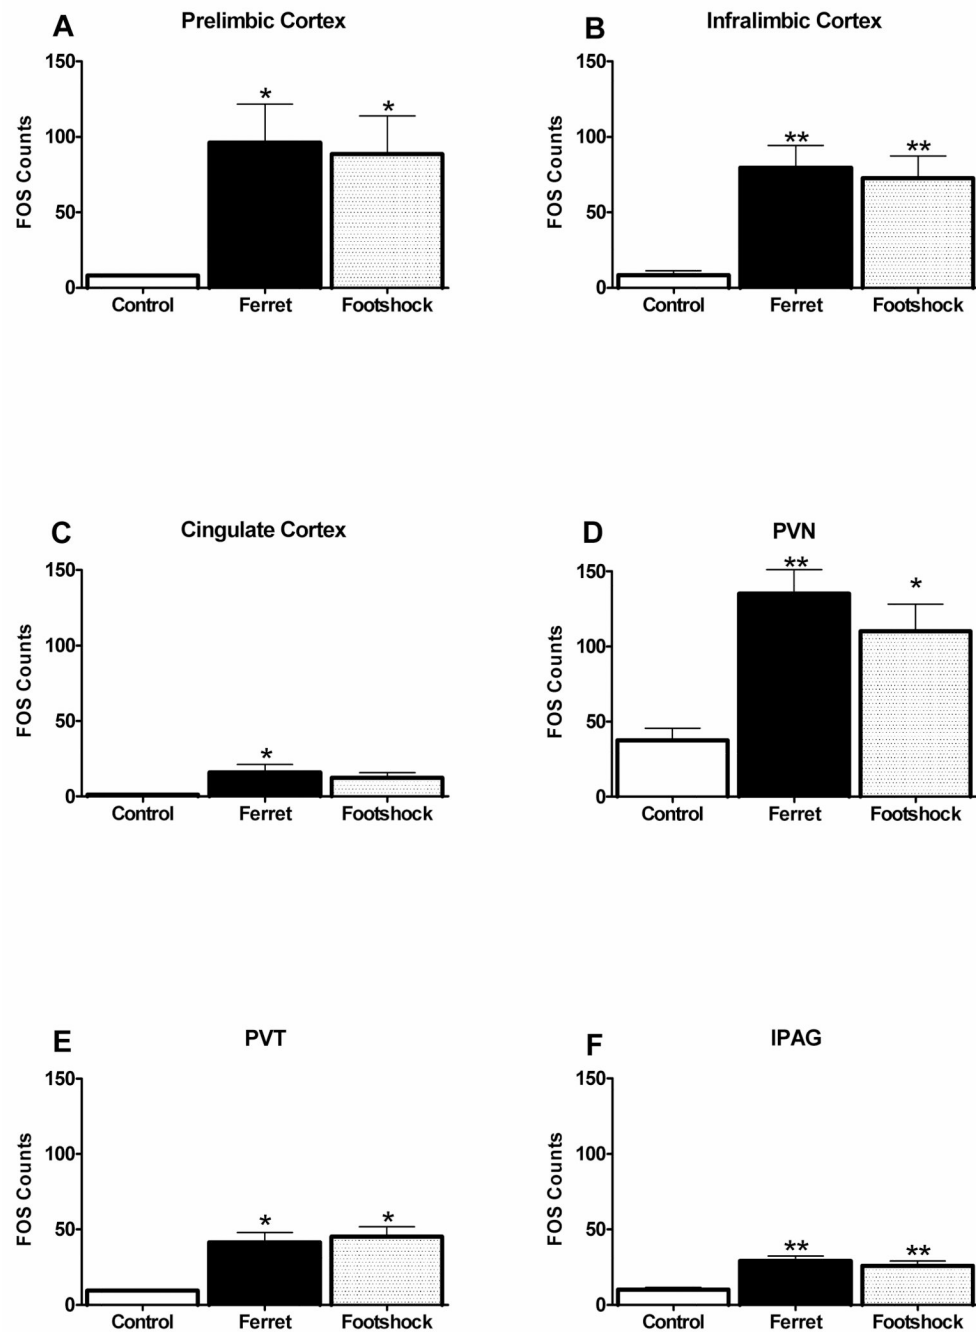 A Prelimbic Cortex
150
100
50
0
FOS Counts
*
*
Control Ferret Footshock
B Infralimbic Cortex
150
100
50
0
FOS Counts
**
**
Control Ferret Footshock
C Cingulate Cortex
150
100
50
0
FOS Counts
*
Control Ferret Footshock
D PVN
150
100
50
0
FOS Counts
**
*
Control Ferret Footshock
E PVT
150
100
50
0
FOS Counts
*
*
Control Ferret Footshock
F lPAG
150
100
50
0
FOS Counts
**
**
Control Ferret Footshock